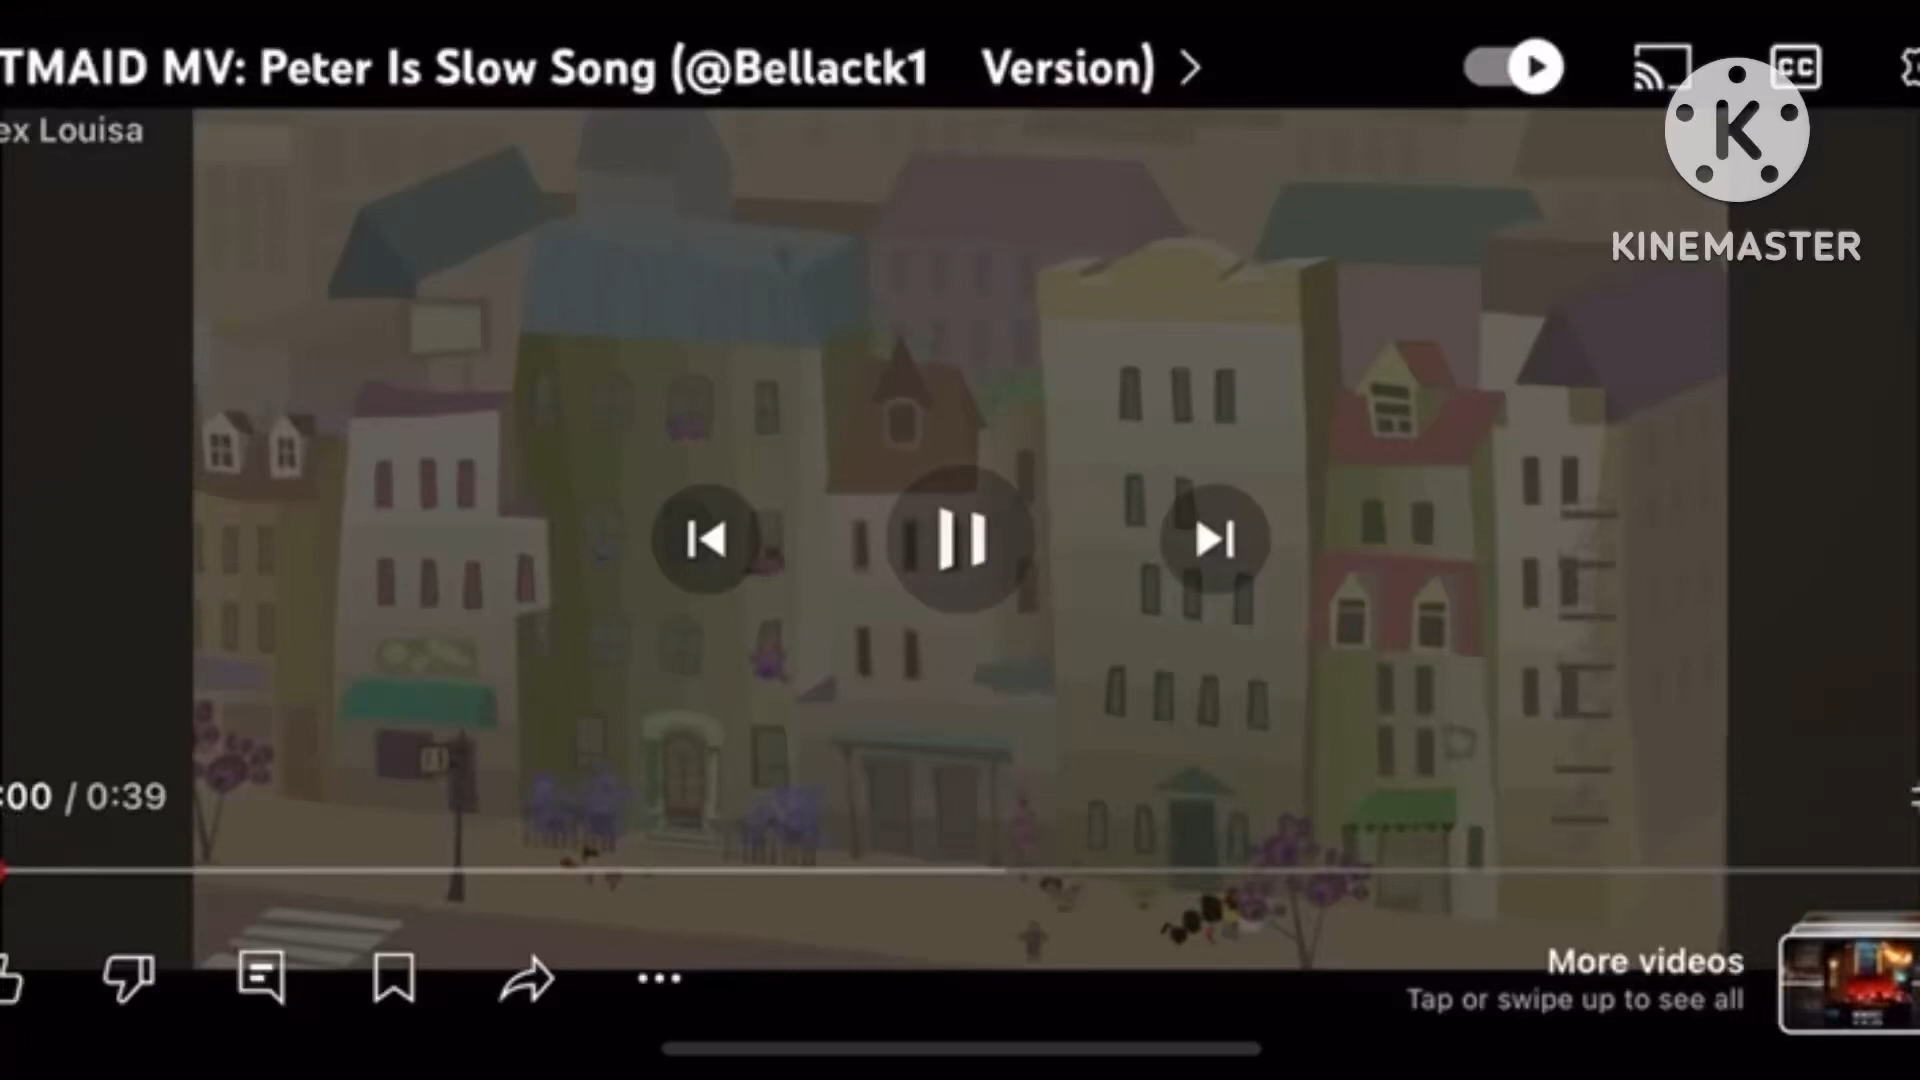 TMAID MV: Peter Is Slow Song (@Bellactk1 Version)
CC
ex Louisa
K
KINEMASTER
:00 / 0:39
More videos
Tap or swipe up to see all